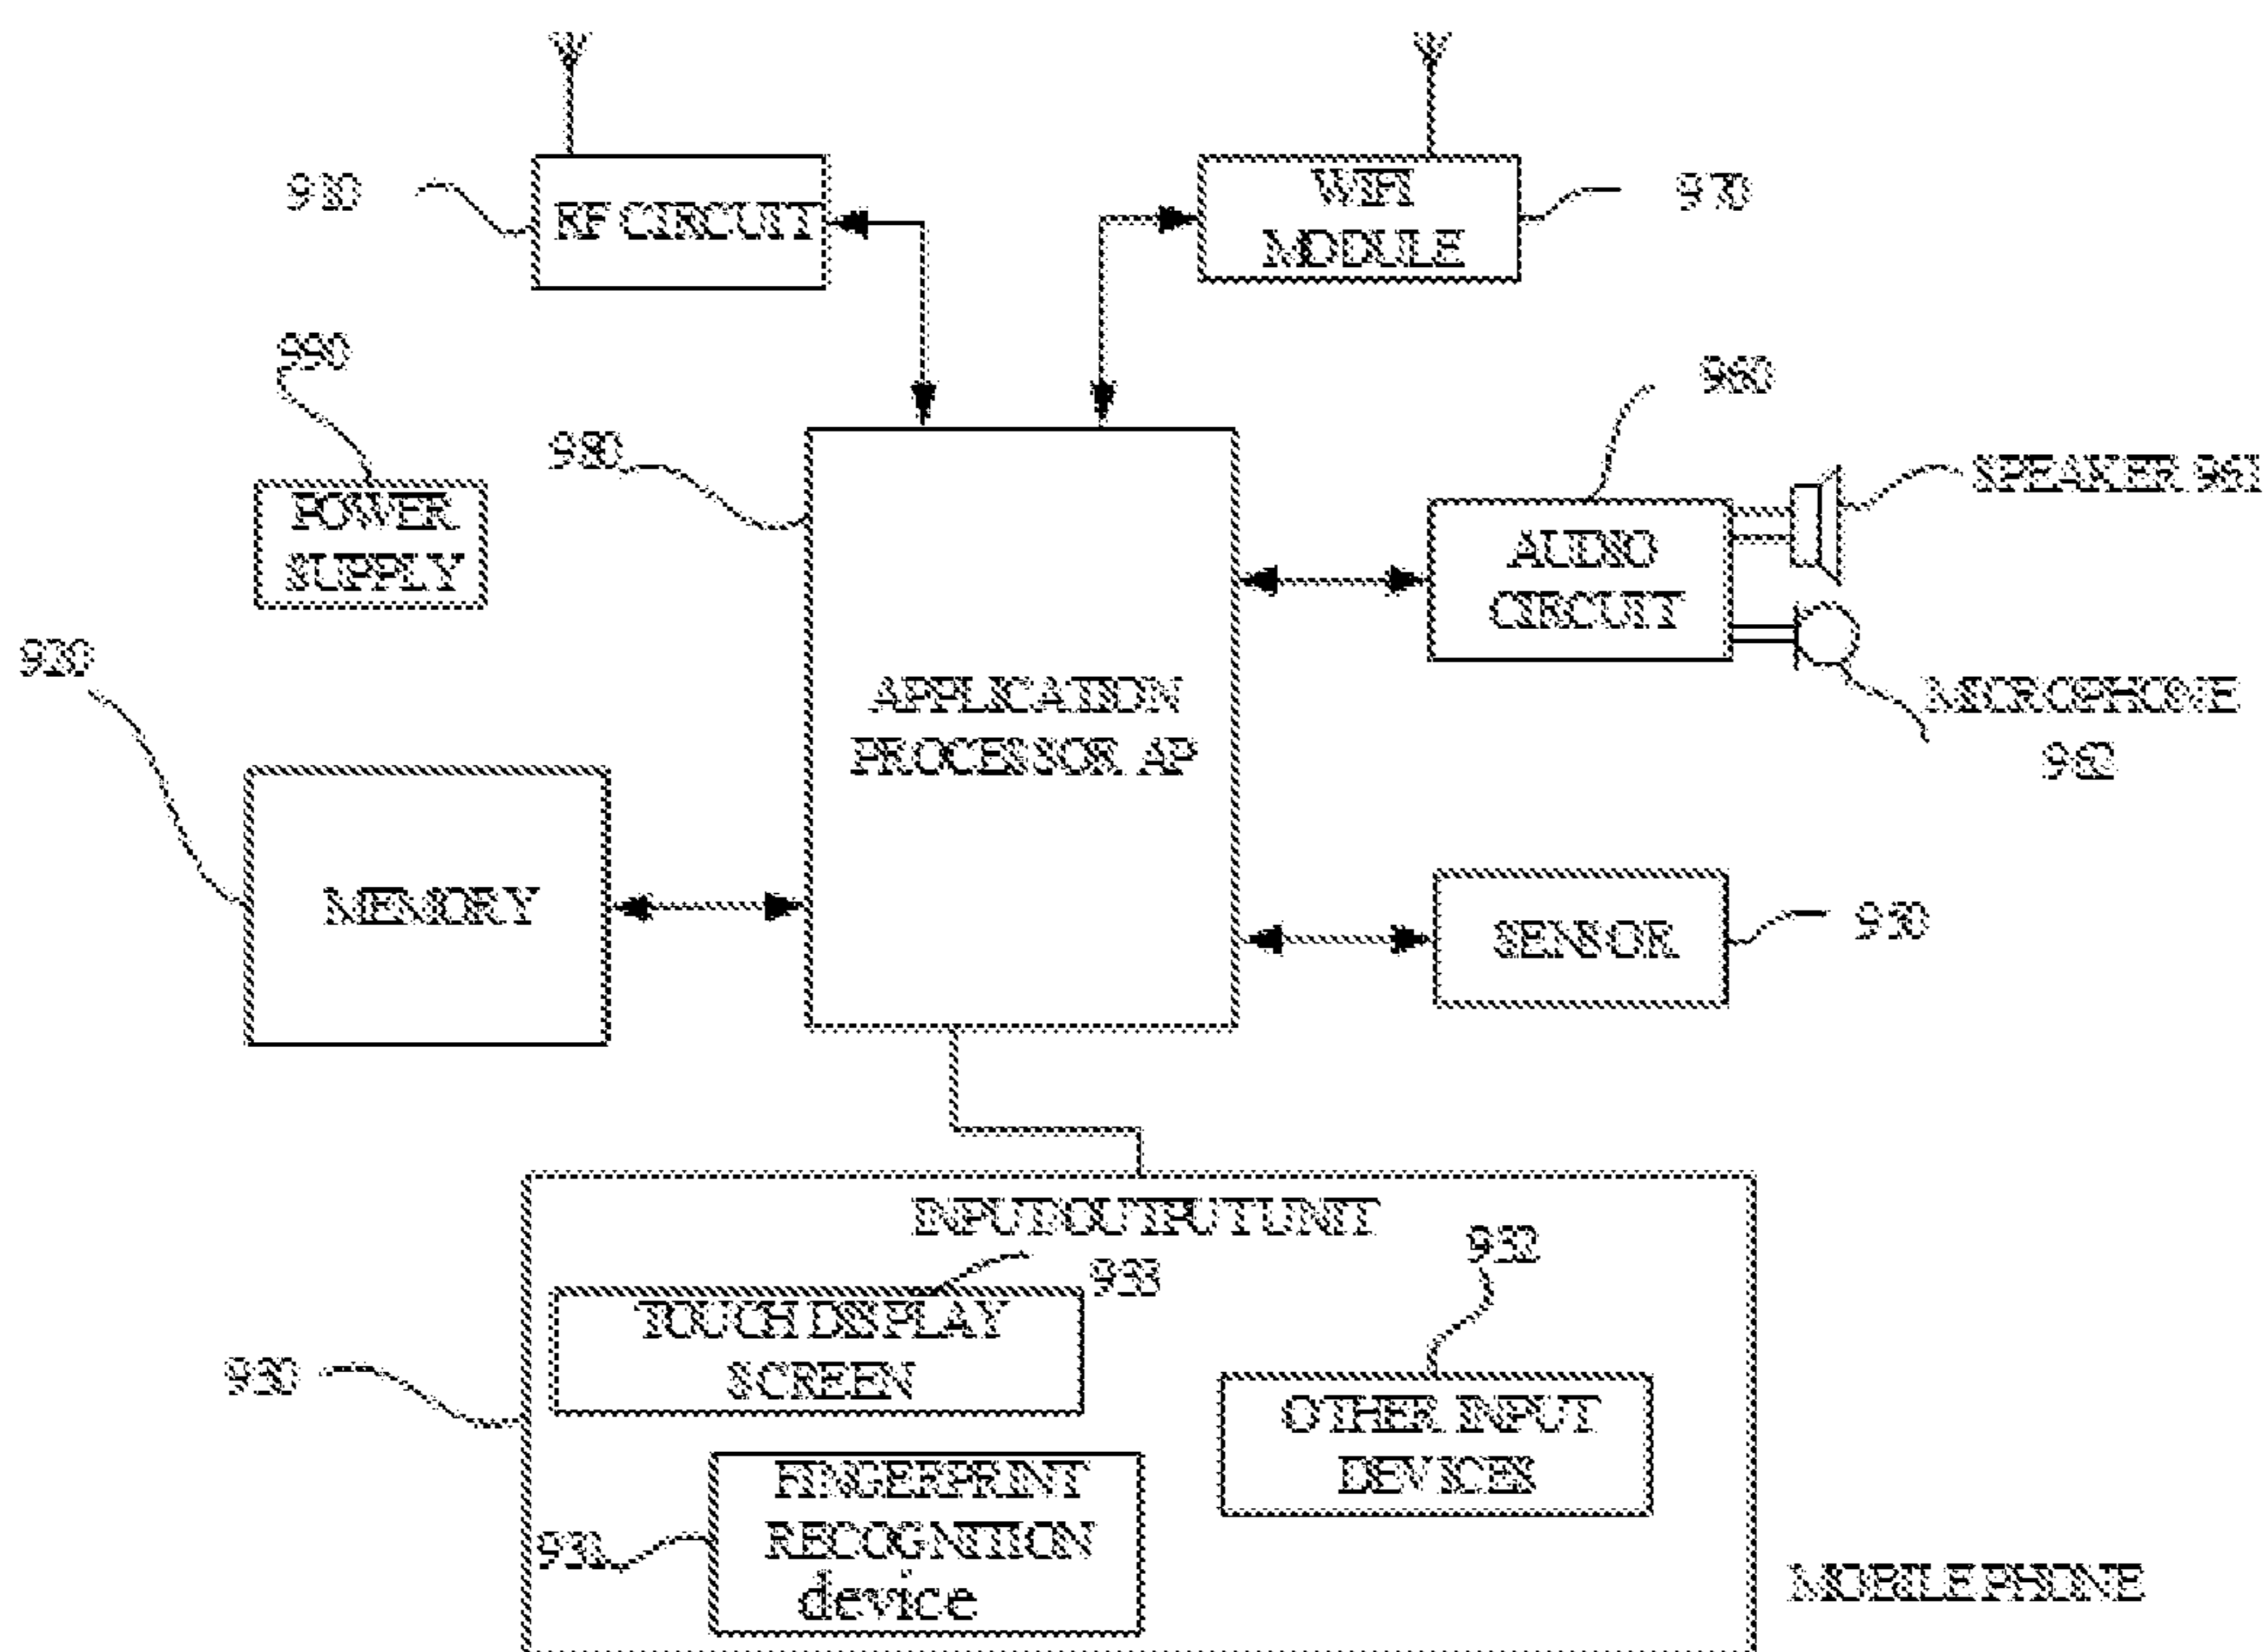 910
RF CIRCUIT
WIFI
MODULE
970
990
POWER
SUPPLY
980
960
SPEAKER 961
AUDIO
CIRCUIT
MICROPHONE
962
920
APPLICATION
PROCESSOR AP
MEMORY
SENSOR
950
INPUT/OUTPUT UNIT
933
932
TOUCH DISPLAY
SCREEN
930
OTHER INPUT
DEVICES
FINGERPRINT
RECOGNITION
device
931
MOBILE PHONE